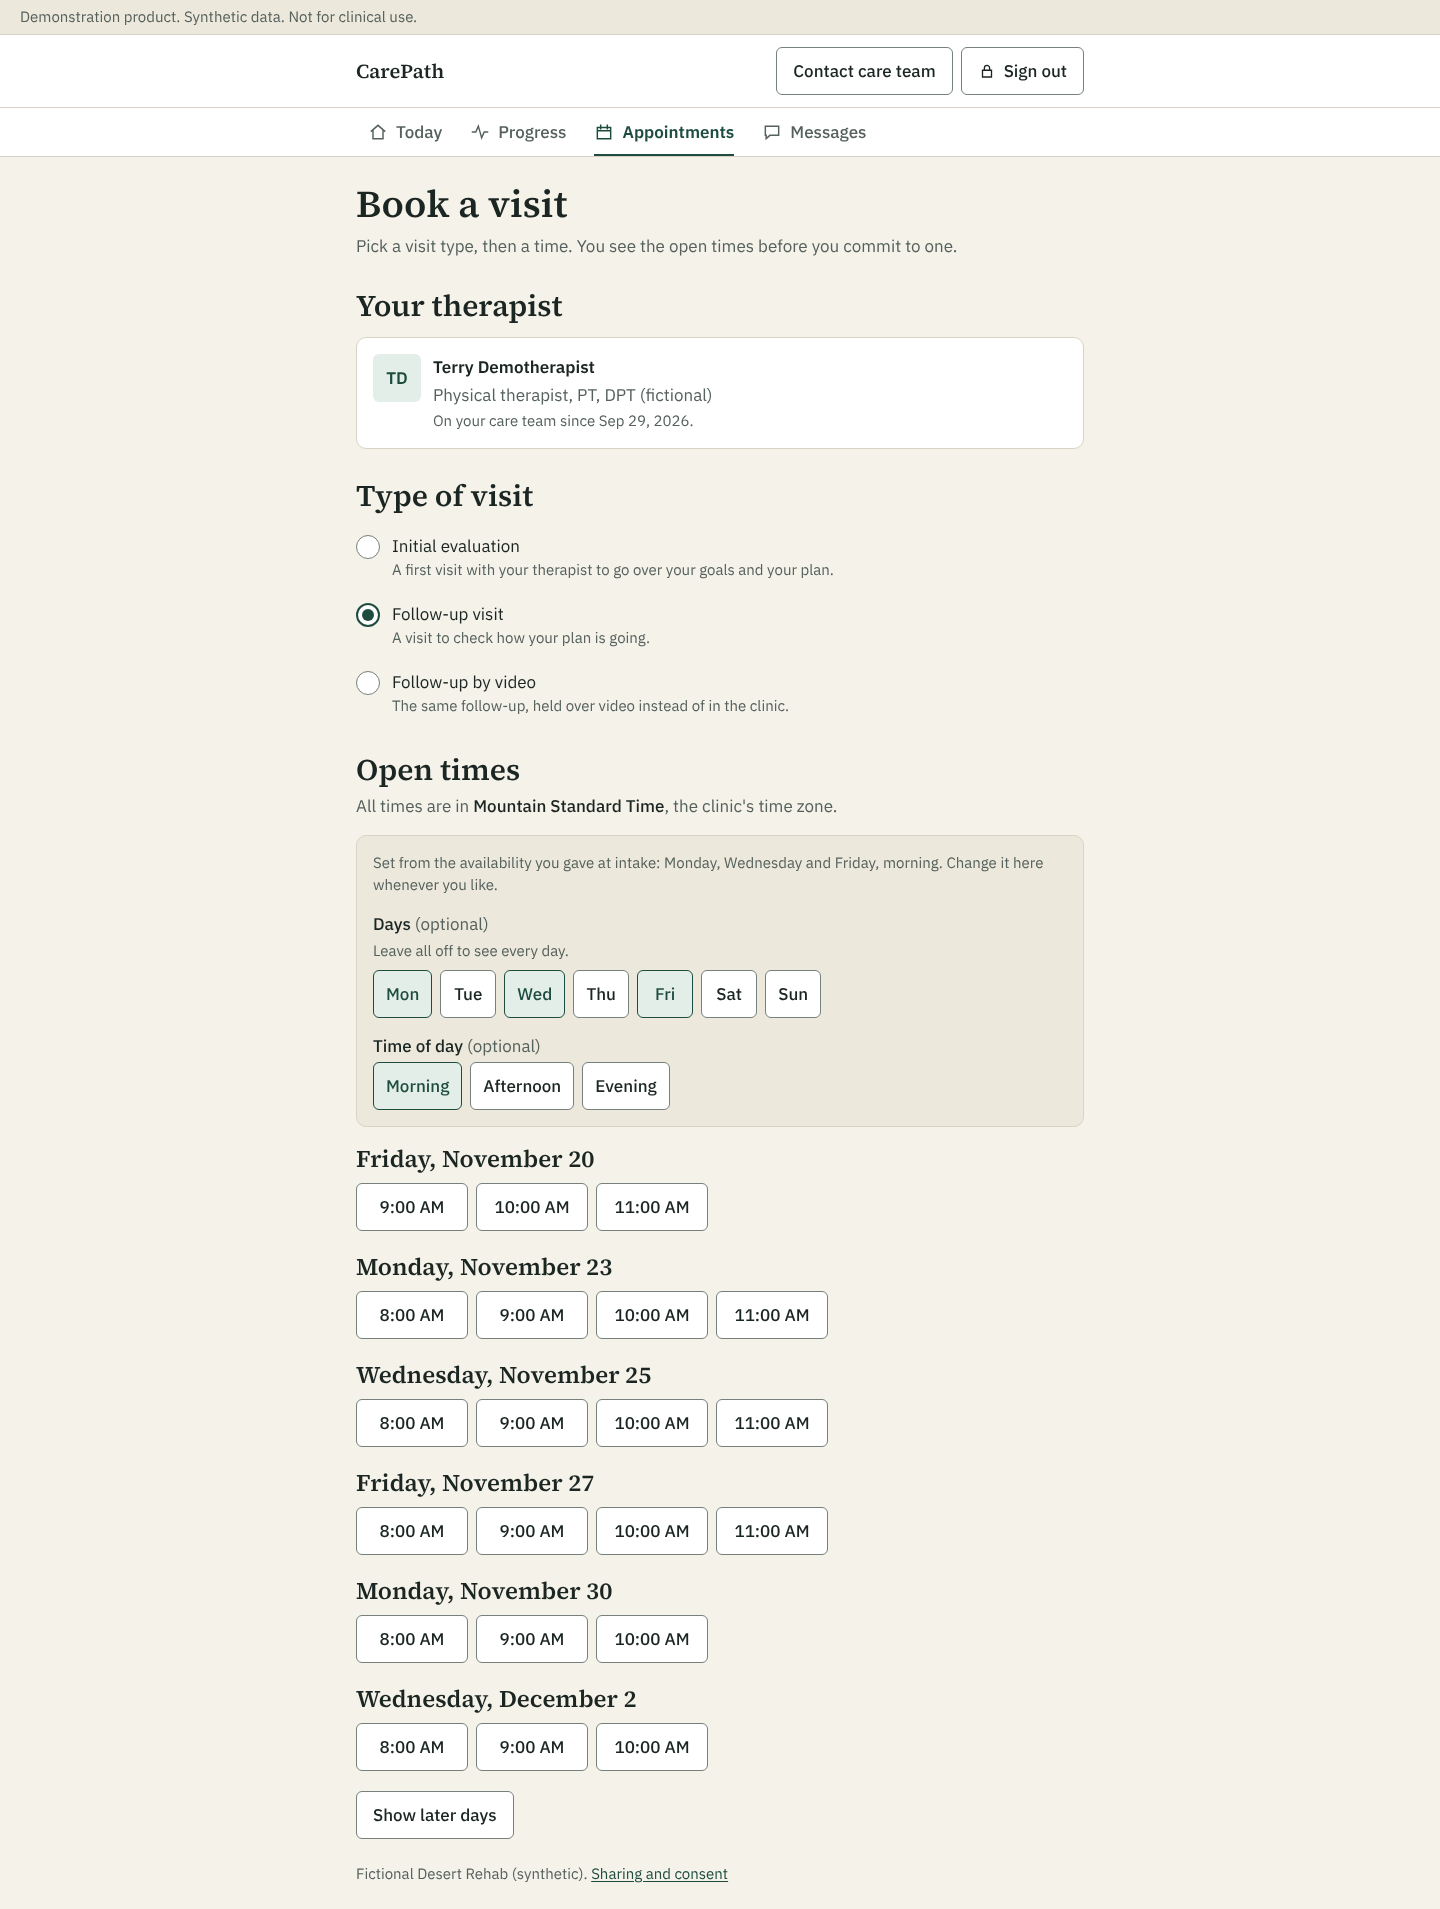 Demonstration product. Synthetic data. Not for clinical use.
CarePath
Contact care team
Sign out
Today
Progress
Appointments
Messages
Book a visit
Pick a visit type, then a time. You see the open times before you commit to one.
Your therapist
TD
Terry Demotherapist
Physical therapist, PT, DPT (fictional)
On your care team since Sep 29, 2026.
Type of visit
Initial evaluation
A first visit with your therapist to go over your goals and your plan.
Follow-up visit
A visit to check how your plan is going.
Follow-up by video
The same follow-up, held over video instead of in the clinic.
Open times
All times are in Mountain Standard Time, the clinic's time zone.
Set from the availability you gave at intake: Monday, Wednesday and Friday, morning. Change it here
whenever you like.
Days (optional)
Leave all off to see every day.
Mon Tue Wed Thu Fri Sat Sun
Time of day (optional)
Morning Afternoon Evening
Friday, November 20
9:00 AM 10:00 AM 11:00 AM
Monday, November 23
8:00 AM 9:00 AM 10:00 AM 11:00 AM
Wednesday, November 25
8:00 AM 9:00 AM 10:00 AM 11:00 AM
Friday, November 27
8:00 AM 9:00 AM 10:00 AM 11:00 AM
Monday, November 30
8:00 AM 9:00 AM 10:00 AM
Wednesday, December 2
8:00 AM 9:00 AM 10:00 AM
Show later days
Fictional Desert Rehab (synthetic). Sharing and consent